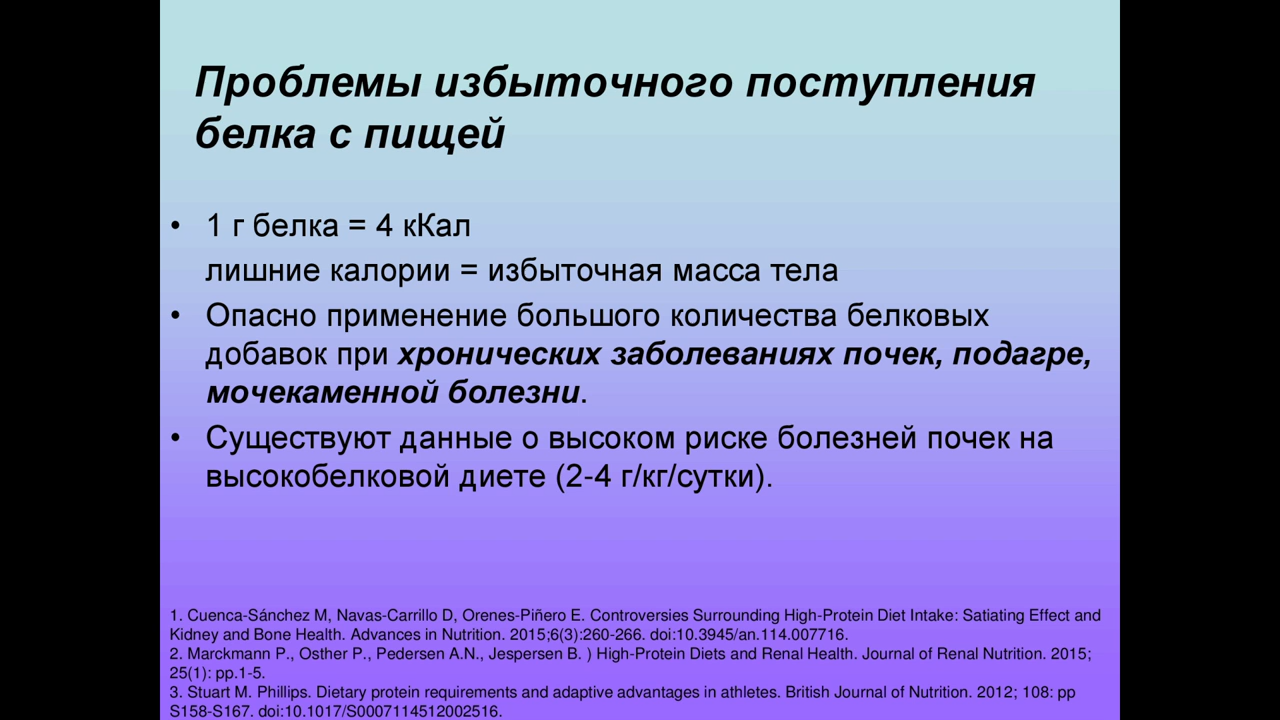 Проблемы избыточного поступления
белка с пищей
• 1 г белка = 4 кКал
лишние калории = избыточная масса тела
• Опасно применение большого количества белковых
добавок при хронических заболеваниях почек, подагре,
мочекаменной болезни.
• Существуют данные о высоком риске болезней почек на
высокобелковой диете (2-4 г/кг/сутки).
1. Cuenca-Sánchez M, Navas-Carrillo D, Orenes-Piñero E. Controversies Surrounding High-Protein Diet Intake: Satiating Effect and
Kidney and Bone Health. Advances in Nutrition. 2015;6(3):260-266. doi:10.3945/an.114.007716.
2. Marckmann P., Osther P., Pedersen A.N., Jespersen B. ) High-Protein Diets and Renal Health. Journal of Renal Nutrition. 2015;
25(1): pp.1-5.
3. Stuart M. Phillips. Dietary protein requirements and adaptive advantages in athletes. British Journal of Nutrition. 2012; 108: pp
S158-S167. doi:10.1017/S0007114512002516.